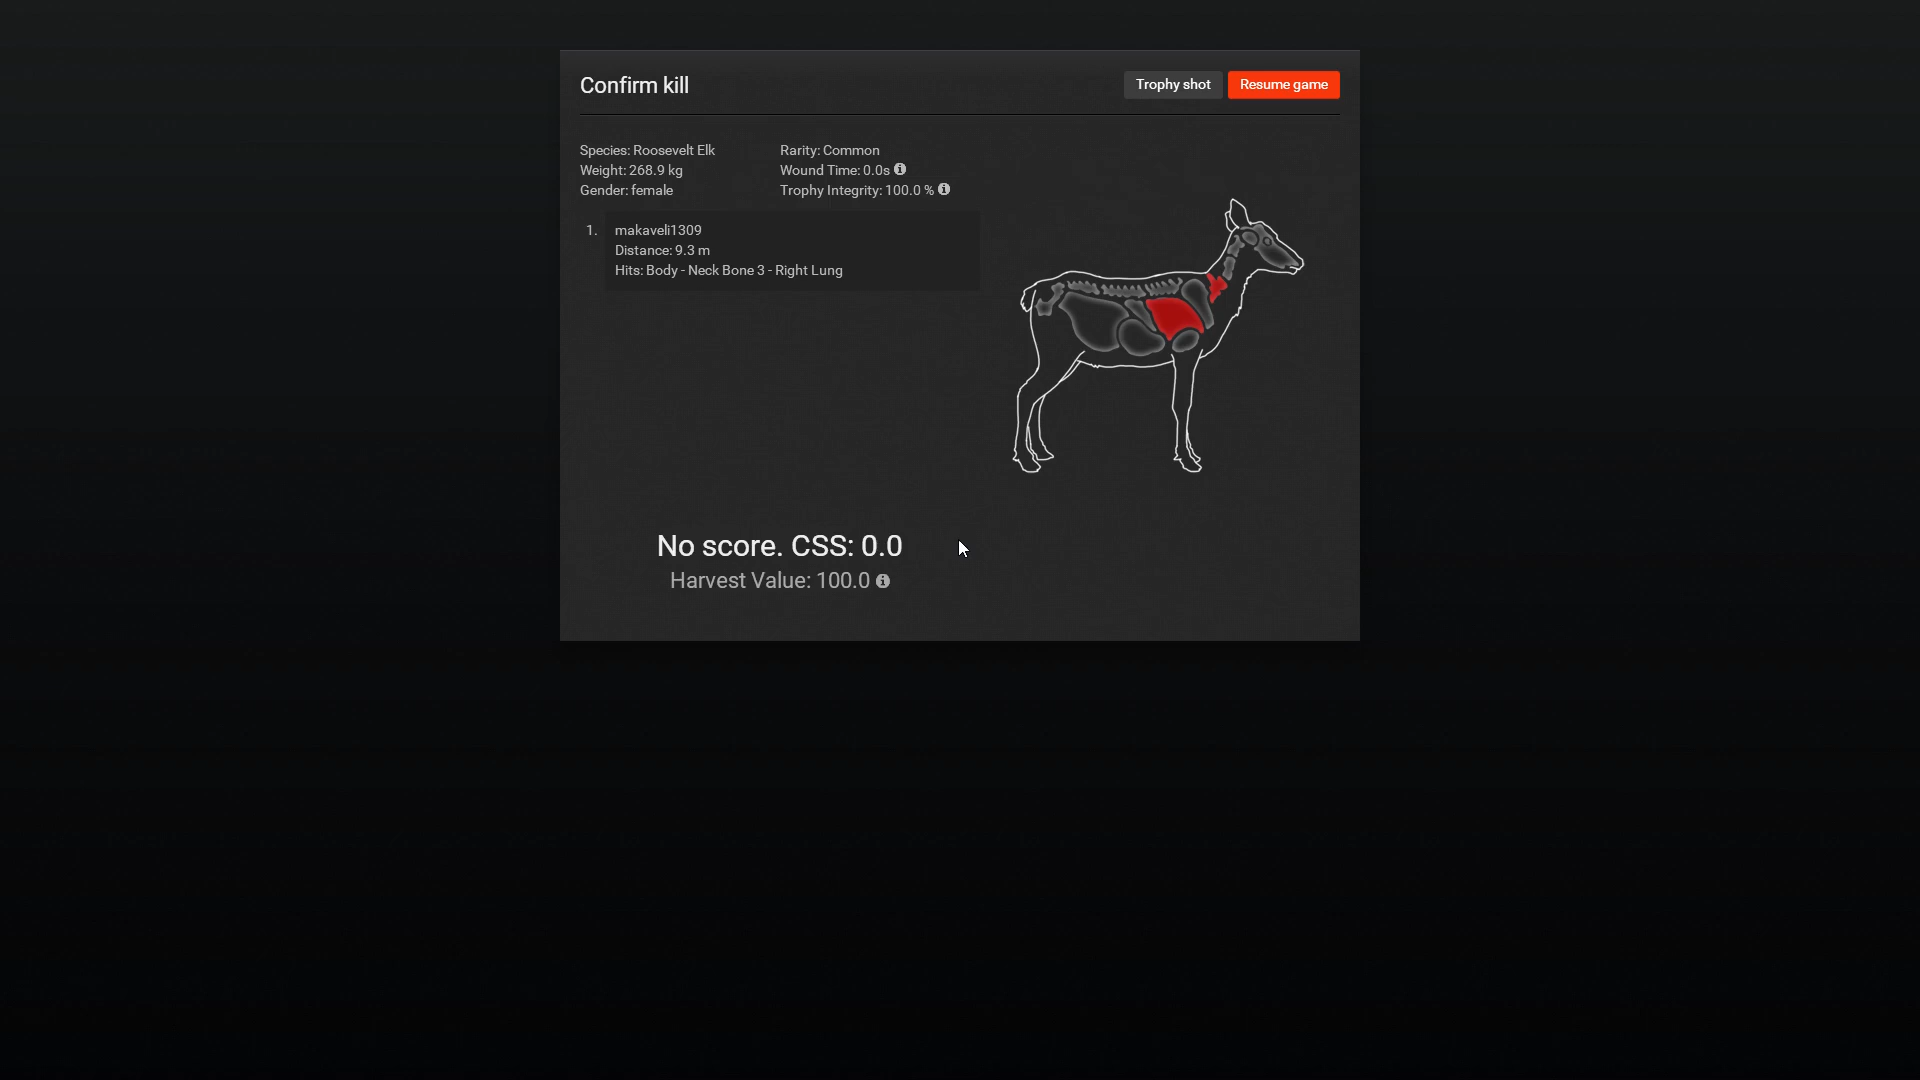 Confirm kill
Trophy shot
Resume game
Species: Roosevelt Elk
Rarity: Common
Weight: 268.9 kg
Wound Time: 0.0s
Gender: female
Trophy Integrity: 100.0 %
1.
makaveli1309
Distance: 9.3 m
Hits: Body - Neck Bone 3 - Right Lung
No score. CSS: 0.0
Harvest Value: 100.0